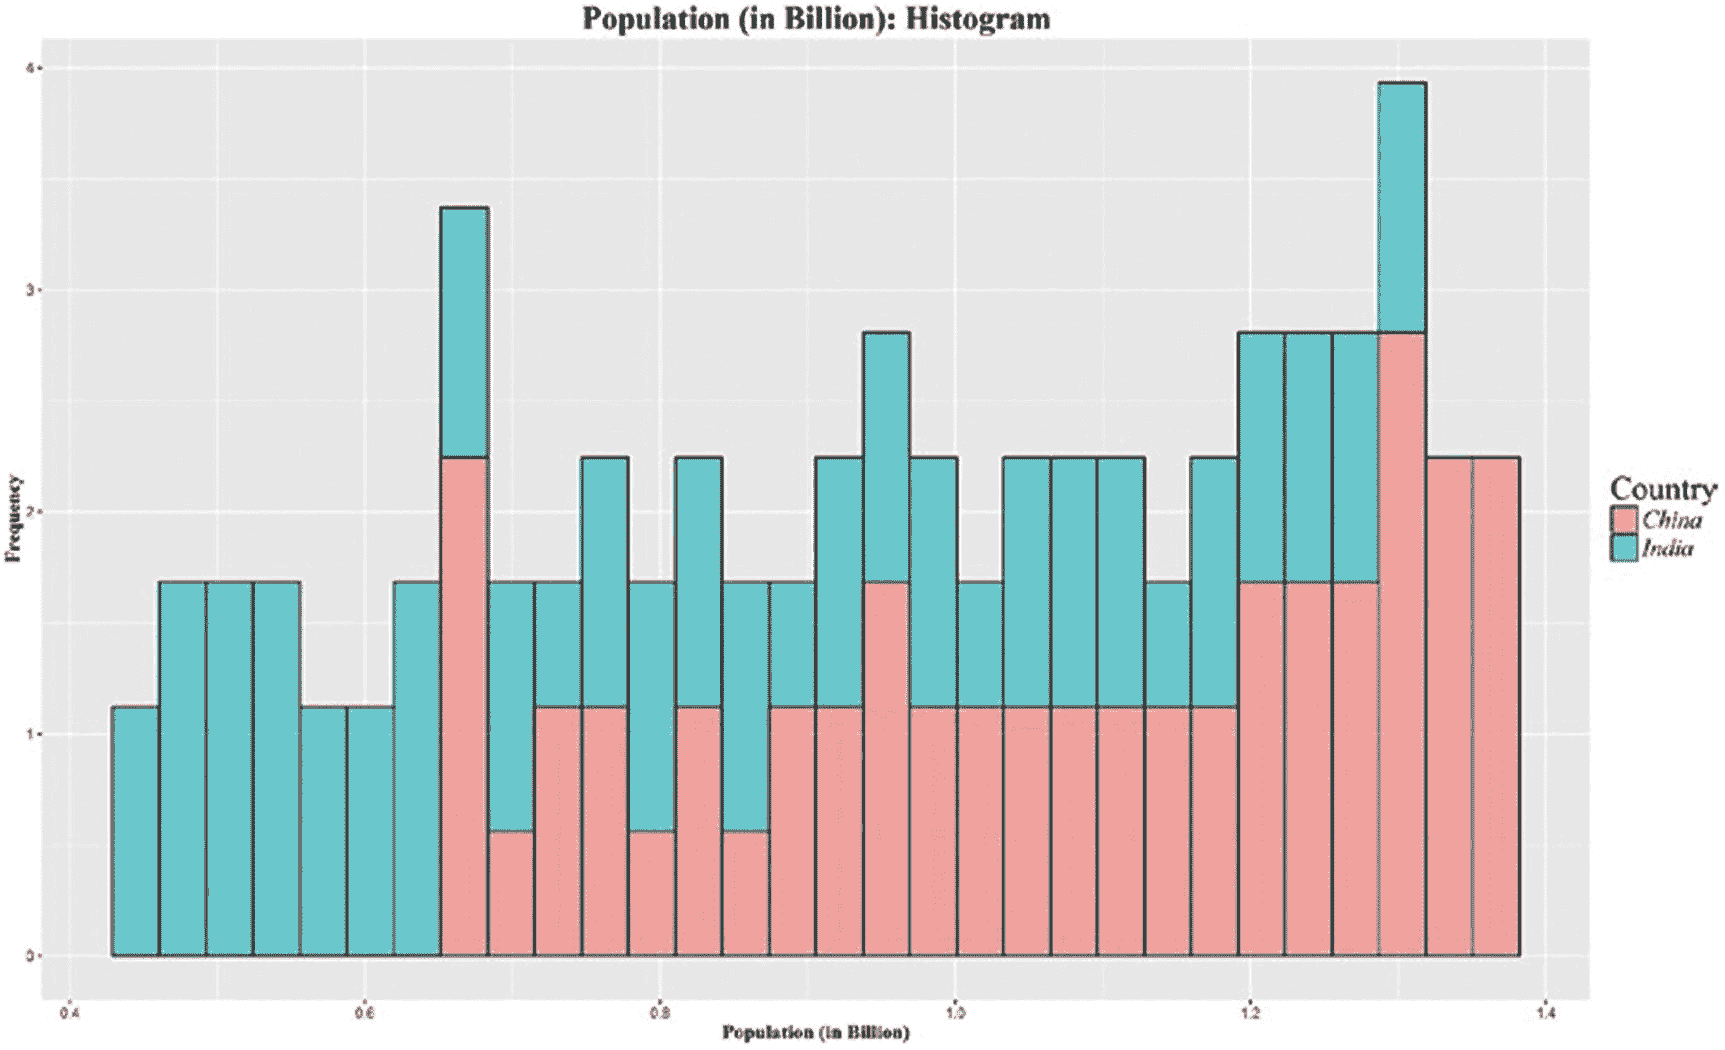 Population (in Billion): Histogram
4
3
2
1
0
Frequency
0.4
0.6
0.8
1.0
1.2
1.4
Population (in Billion)
Country
China
India